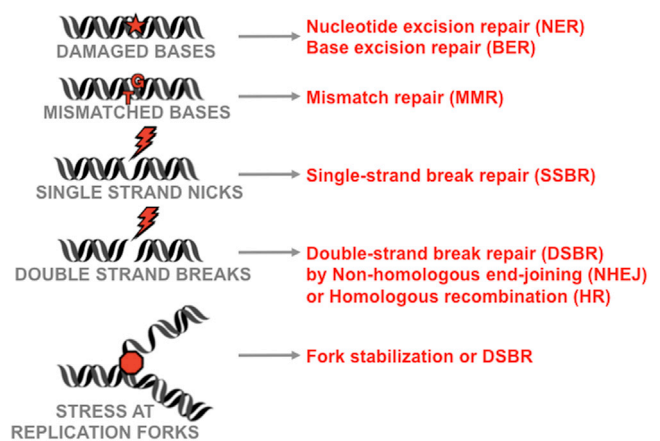 DAMAGED BASES
Nucleotide excision repair (NER)
Base excision repair (BER)
G
T
MISMATCHED BASES
Mismatch repair (MMR)
SINGLE STRAND NICKS
Single-strand break repair (SSBR)
DOUBLE STRAND BREAKS
Double-strand break repair (DSBR)
by Non-homologous end-joining (NHEJ)
or Homologous recombination (HR)
STRESS AT
REPLICATION FORKS
Fork stabilization or DSBR